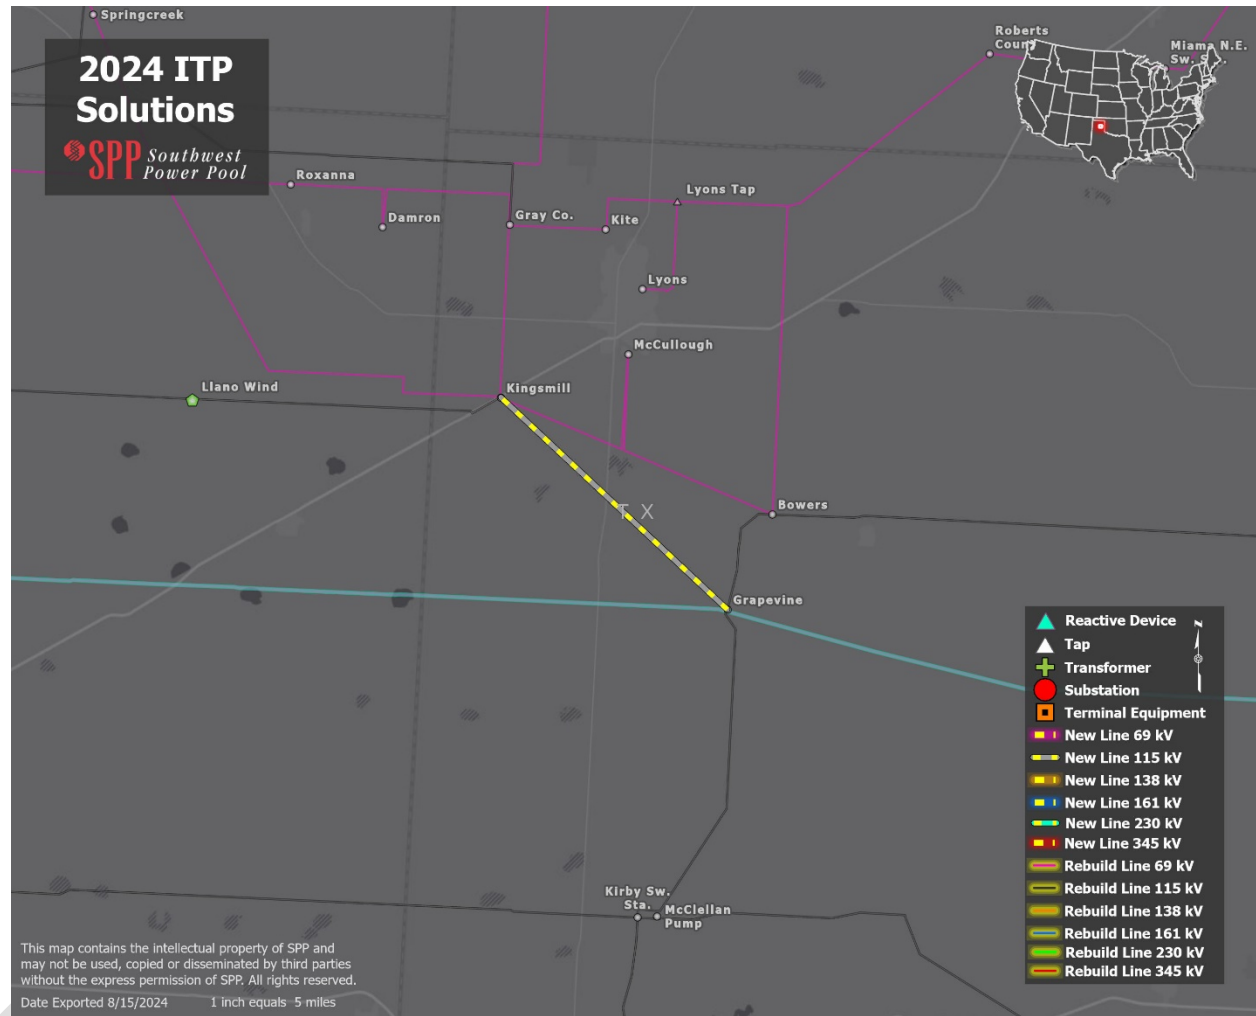 Springcreek
2024 ITP
Solutions
SPP Southwest
Power Pool
Roberts
County
Miama N.E.
Sw.
Roxanna
Damron
Gray Co.
Kite
Lyons Tap
Lyons
McCullough
Llano Wind
Kingsmill
T X
Bowers
Grapevine
Kirby Sw.
Sta.
McClellan
Pump
N
Reactive Device
Tap
Transformer
Substation
Terminal Equipment
New Line 69 kV
New Line 115 kV
New Line 138 kV
New Line 161 kV
New Line 230 kV
New Line 345 kV
Rebuild Line 69 kV
Rebuild Line 115 kV
Rebuild Line 138 kV
Rebuild Line 161 kV
Rebuild Line 230 kV
Rebuild Line 345 kV
This map contains the intellectual property of SPP and
may not be used, copied or disseminated by third parties
without the express permission of SPP. All rights reserved.
Date Exported 8/15/2024 1 inch equals 5 miles